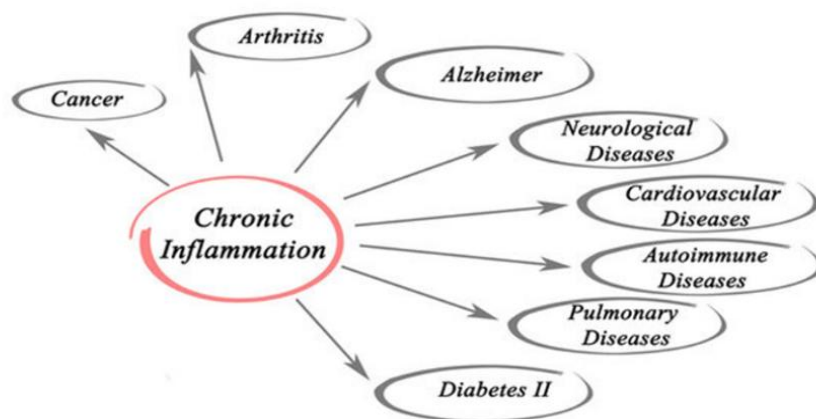 Arthritis
Alzheimer
Cancer
Neurological
Diseases
Chronic
Inflammation
Cardiovascular
Diseases
Autoimmune
Diseases
Pulmonary
Diseases
Diabetes II